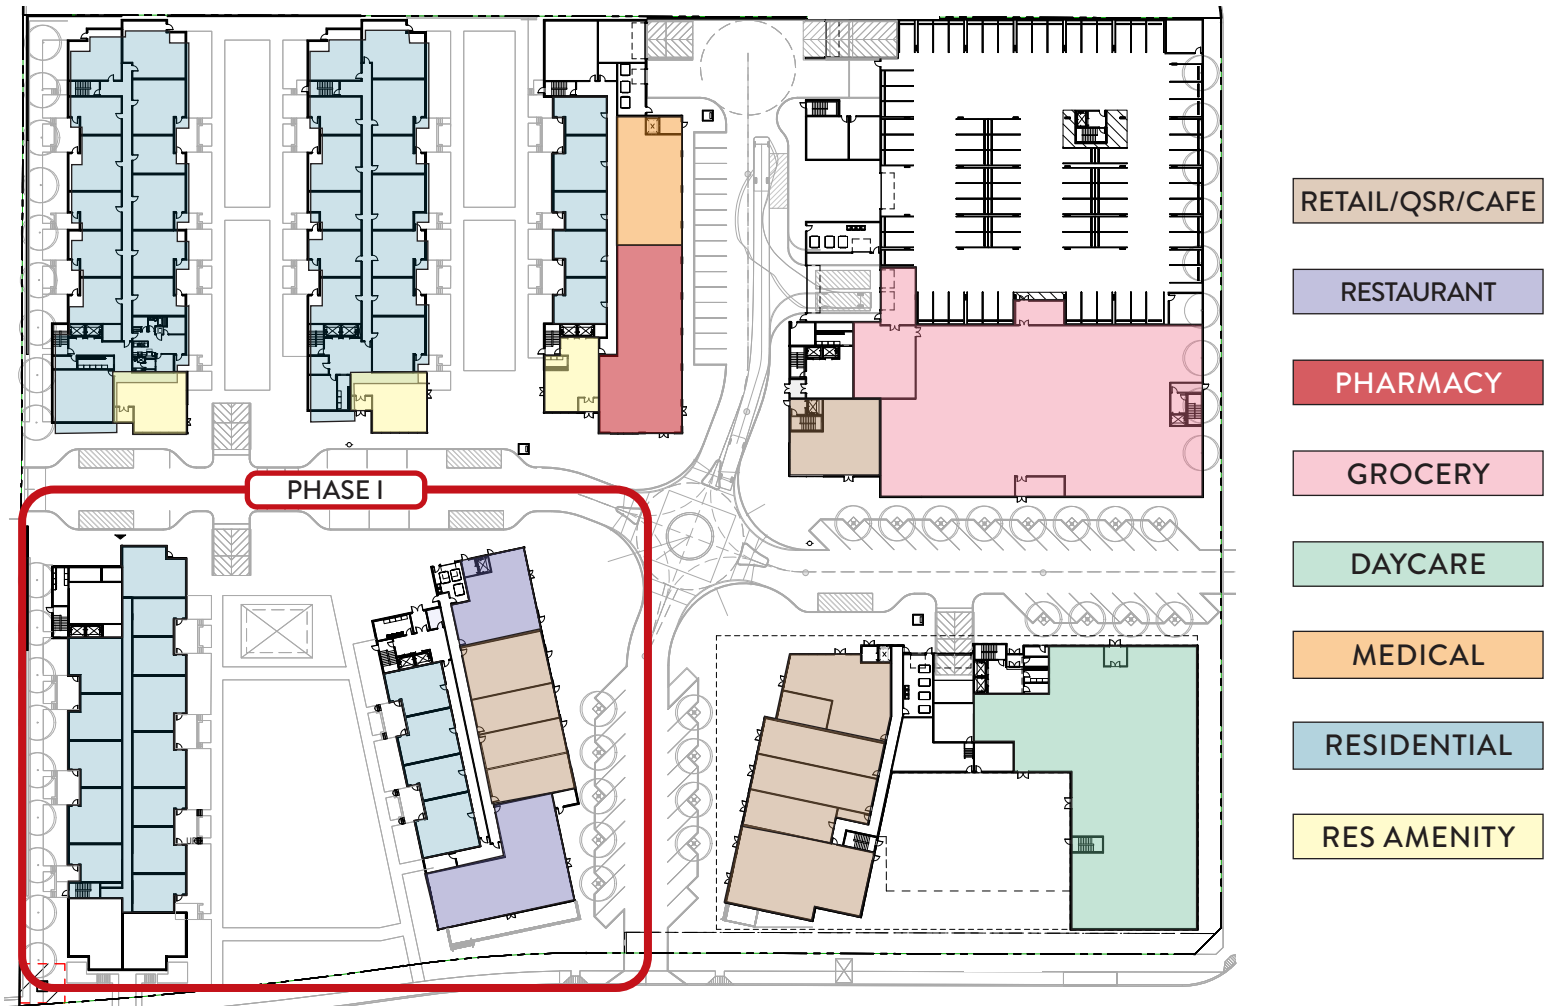 RETAIL/QSR/CAFE
RESTAURANT
PHARMACY
GROCERY
PHASE I
DAYCARE
MEDICAL
RESIDENTIAL
RES AMENITY